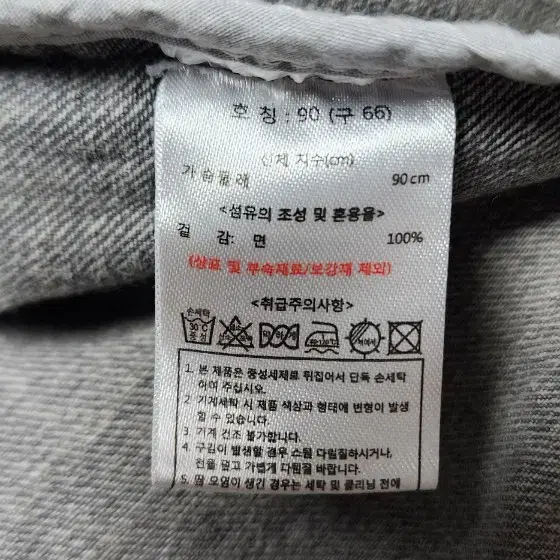 호 칭 : 90 (구 66)
신체 치수(cm)
가슴둘레 90cm
<섬유의 조성 및 혼용율>
겉 감: 면 100%
(상표 및 부속재료/보강재 제외)
<취급주의사항>
손세탁
30℃
중성
1. 본 제품은 중성세제로 뒤집어서 단독 손세탁
하여 주십시오.
2. 기계세탁 시 제품 색상과 형태에 변형이 발생
할 수 있습니다.
3. 기계 건조 불가합니다.
4. 구김이 발생할 경우 스팀 다림질하시거나,
천을 덮고 가볍게 다림질 바랍니다.
5. 땀 오염이 생긴 경우는 세탁 및 클리닝 전에